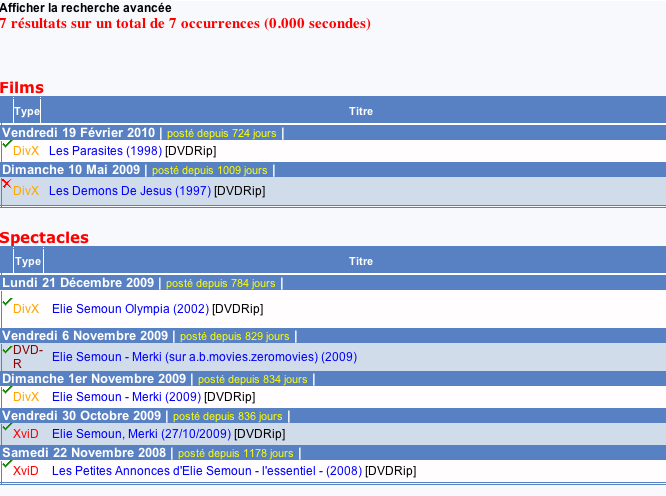 Afficher la recherche avancée
7 résultats sur un total de 7 occurrences (0.000 secondes)
Films
Type Titre
Vendredi 19 Février 2010 | posté depuis 724 jours |
DivX Les Parasites (1998) [DVDRip]
Dimanche 10 Mai 2009 | posté depuis 1009 jours |
DivX Les Demons De Jesus (1997) [DVDRip]
Spectacles
Type Titre
Lundi 21 Décembre 2009 | posté depuis 784 jours |
DivX Elie Semoun Olympia (2002) [DVDRip]
Vendredi 6 Novembre 2009 | posté depuis 829 jours |
DVD-
R Elie Semoun - Merki (sur a.b.movies.zeromovies) (2009)
Dimanche 1er Novembre 2009 | posté depuis 834 jours |
DivX Elie Semoun - Merki (2009) [DVDRip]
Vendredi 30 Octobre 2009 | posté depuis 836 jours |
XviD Elie Semoun, Merki (27/10/2009) [DVDRip]
Samedi 22 Novembre 2008 | posté depuis 1178 jours |
XviD Les Petites Annonces d'Elie Semoun - l'essentiel - (2008) [DVDRip]